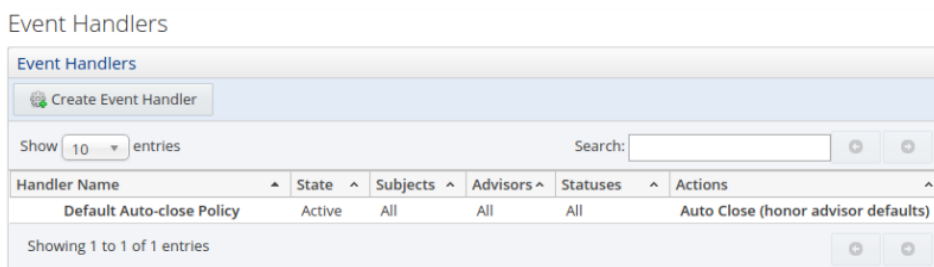 Event Handlers
Event Handlers
Create Event Handler
Show 10 entries Search:
Handler Name State Subjects Advisors Statuses Actions
Default Auto-close Policy Active All All All Auto Close (honor advisor defaults)
Showing 1 to 1 of 1 entries